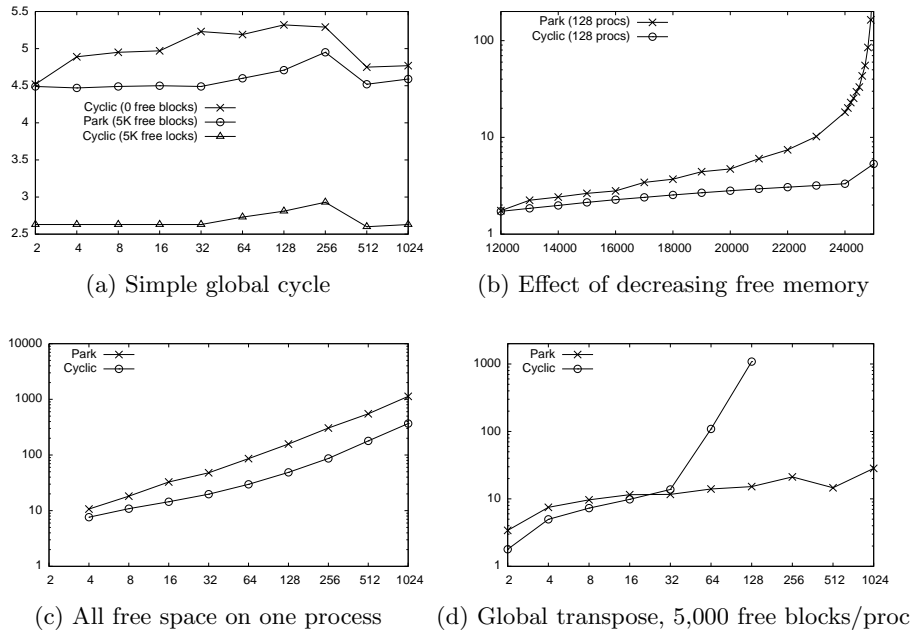 5.5
5
4.5
4
3.5
3
2.5
Cyclic (0 free blocks)
Park (5K free blocks)
Cyclic (5K free locks)
2 4 8 16 32 64 128 256 512 1024
(a) Simple global cycle
Park (128 procs)
Cyclic (128 procs)
100
10
1
12000 14000 16000 18000 20000 22000 24000
(b) Effect of decreasing free memory
10000
1000
100
10
1
Park
Cyclic
2 4 8 16 32 64 128 256 512 1024
(c) All free space on one process
Park
Cyclic
1000
100
10
1
2 4 8 16 32 64 128 256 512 1024
(d) Global transpose, 5,000 free blocks/proc